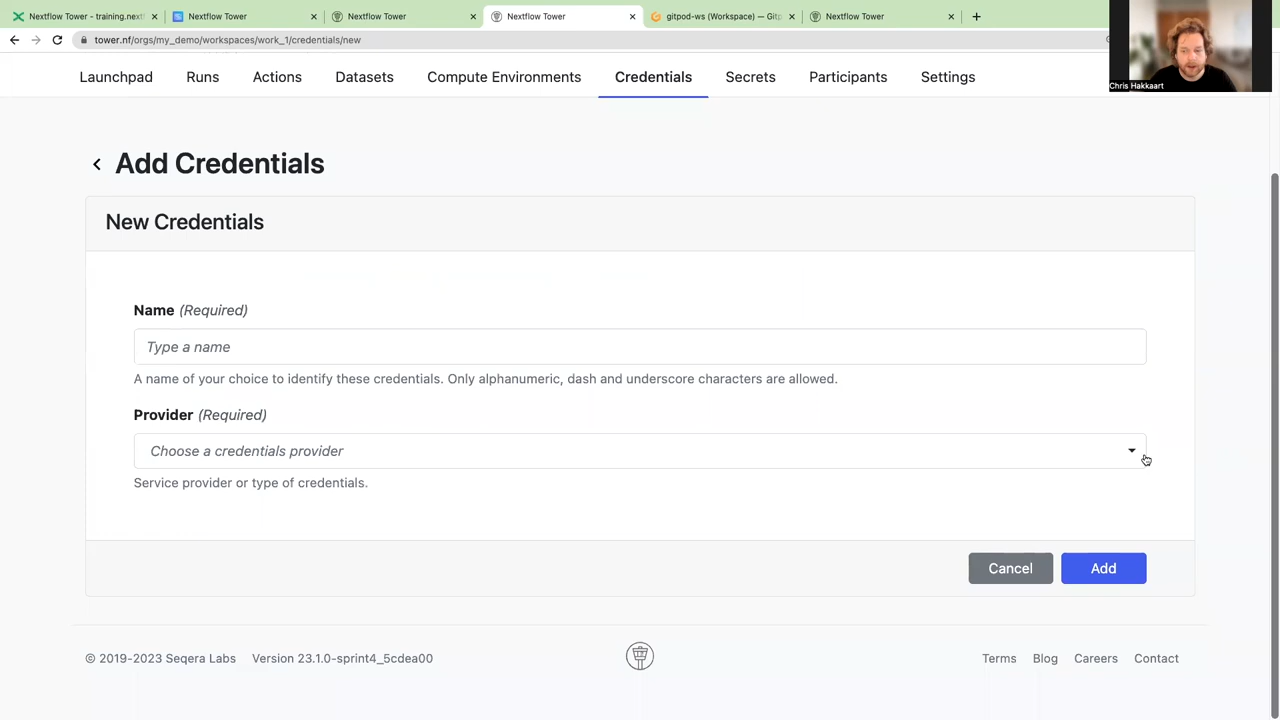 Nextflow Tower - training.nextf
Nextflow Tower
Nextflow Tower
Nextflow Tower
gitpod-ws (Workspace) — Gitp
Nextflow Tower
tower.nf/orgs/my_demo/workspaces/work_1/credentials/new
Launchpad
Runs
Actions
Datasets
Compute Environments
Credentials
Secrets
Participants
Settings
Chris Hakkaart
Add Credentials
New Credentials
Name (Required)
Type a name
A name of your choice to identify these credentials. Only alphanumeric, dash and underscore characters are allowed.
Provider (Required)
Choose a credentials provider
Service provider or type of credentials.
Cancel
Add
© 2019-2023 Seqera Labs
Version 23.1.0-sprint4_5cdea00
Terms
Blog
Careers
Contact